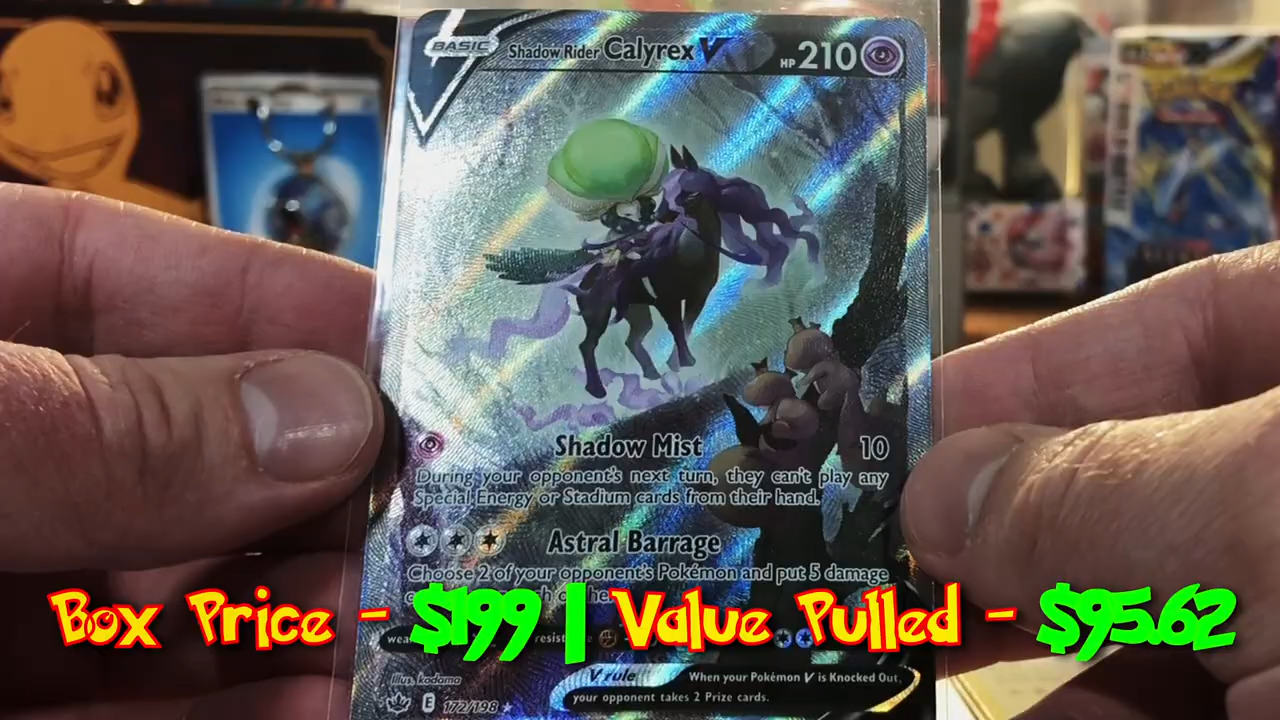 BASIC Shadow Rider Calyrex V HP 210
Shadow Mist 10
During your opponent's next turn, they can't play any
Special Energy or Stadium cards from their hand.
Astral Barrage
Choose 2 of your opponent's Pokémon and put 5 damage
Box Price - $199 | Value Pulled - $95.62
V rule When your Pokémon V is Knocked Out,
your opponent takes 2 Prize cards.
Illus. kodama
E 172/198